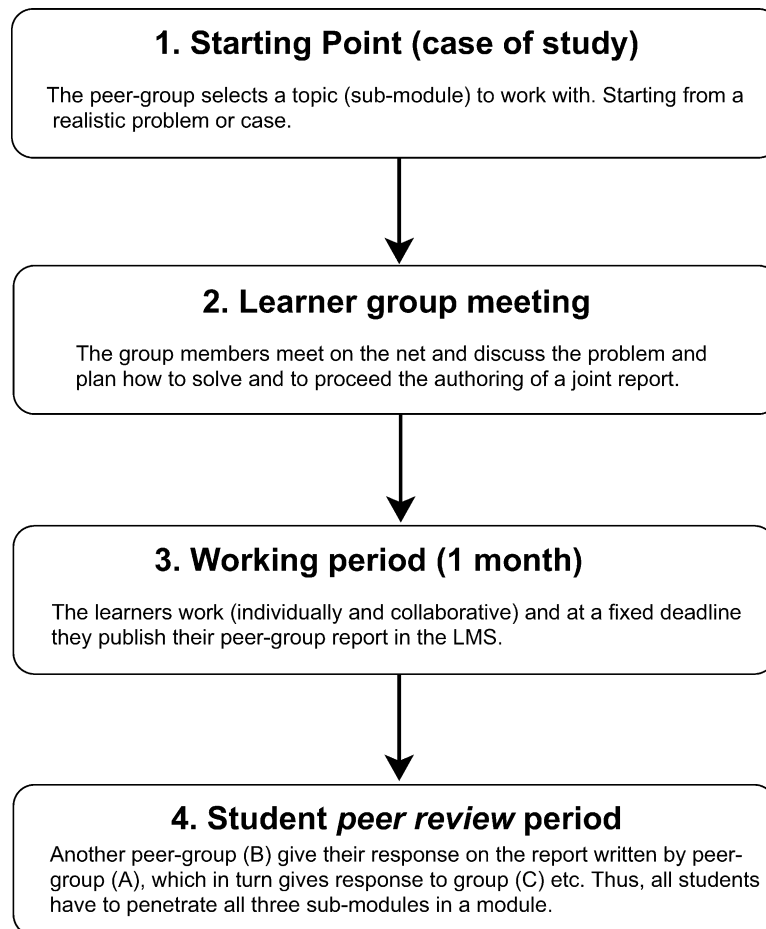 1. Starting Point (case of study)
The peer-group selects a topic (sub-module) to work with. Starting from a
realistic problem or case.
2. Learner group meeting
The group members meet on the net and discuss the problem and
plan how to solve and to proceed the authoring of a joint report.
3. Working period (1 month)
The learners work (individually and collaborative) and at a fixed deadline
they publish their peer-group report in the LMS.
4. Student peer review period
Another peer-group (B) give their response on the report written by peer-
group (A), which in turn gives response to group (C) etc. Thus, all students
have to penetrate all three sub-modules in a module.